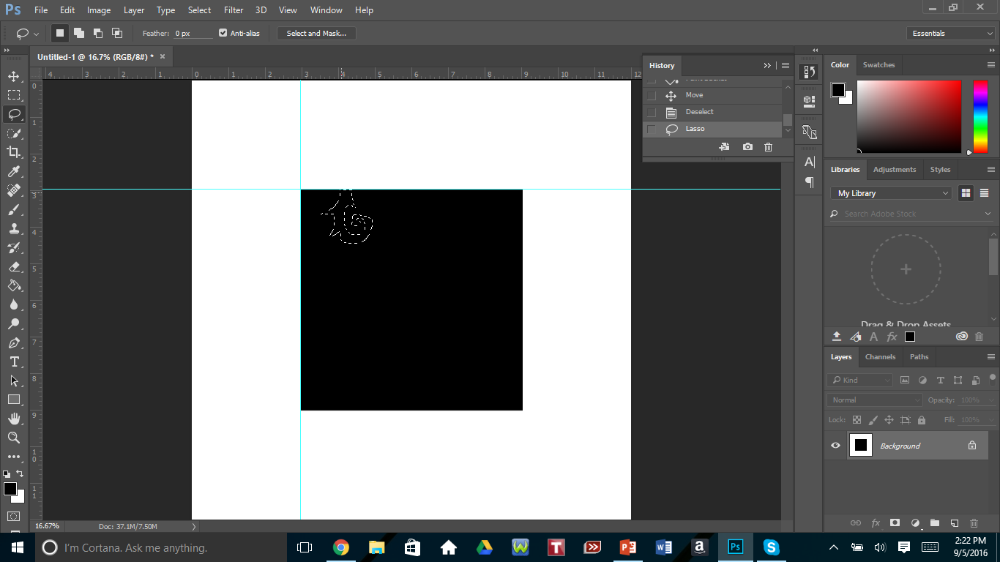 Ps File Edit Image Layer Type Select Filter 3D View Window Help
Feather: 0 px Anti-alias Select and Mask... Essentials
Untitled-1 @ 16.7% (RGB/8#) * ×
4 3 2 1 0 1 2 3 4 5 6 7 8 9 10 11 12
0
1
2
3
4
5
6
7
8
9
10
11
History
Move
Deselect
Lasso
Color Swatches
Libraries Adjustments Styles
My Library
Search Adobe Stock
Drag & Drop Assets
Layers Channels Paths
Kind
Normal Opacity: 100%
Lock: Fill: 100%
Background
fx
16.67% Doc: 37.1M/7.50M
I'm Cortana. Ask me anything.
2:22 PM
9/5/2016